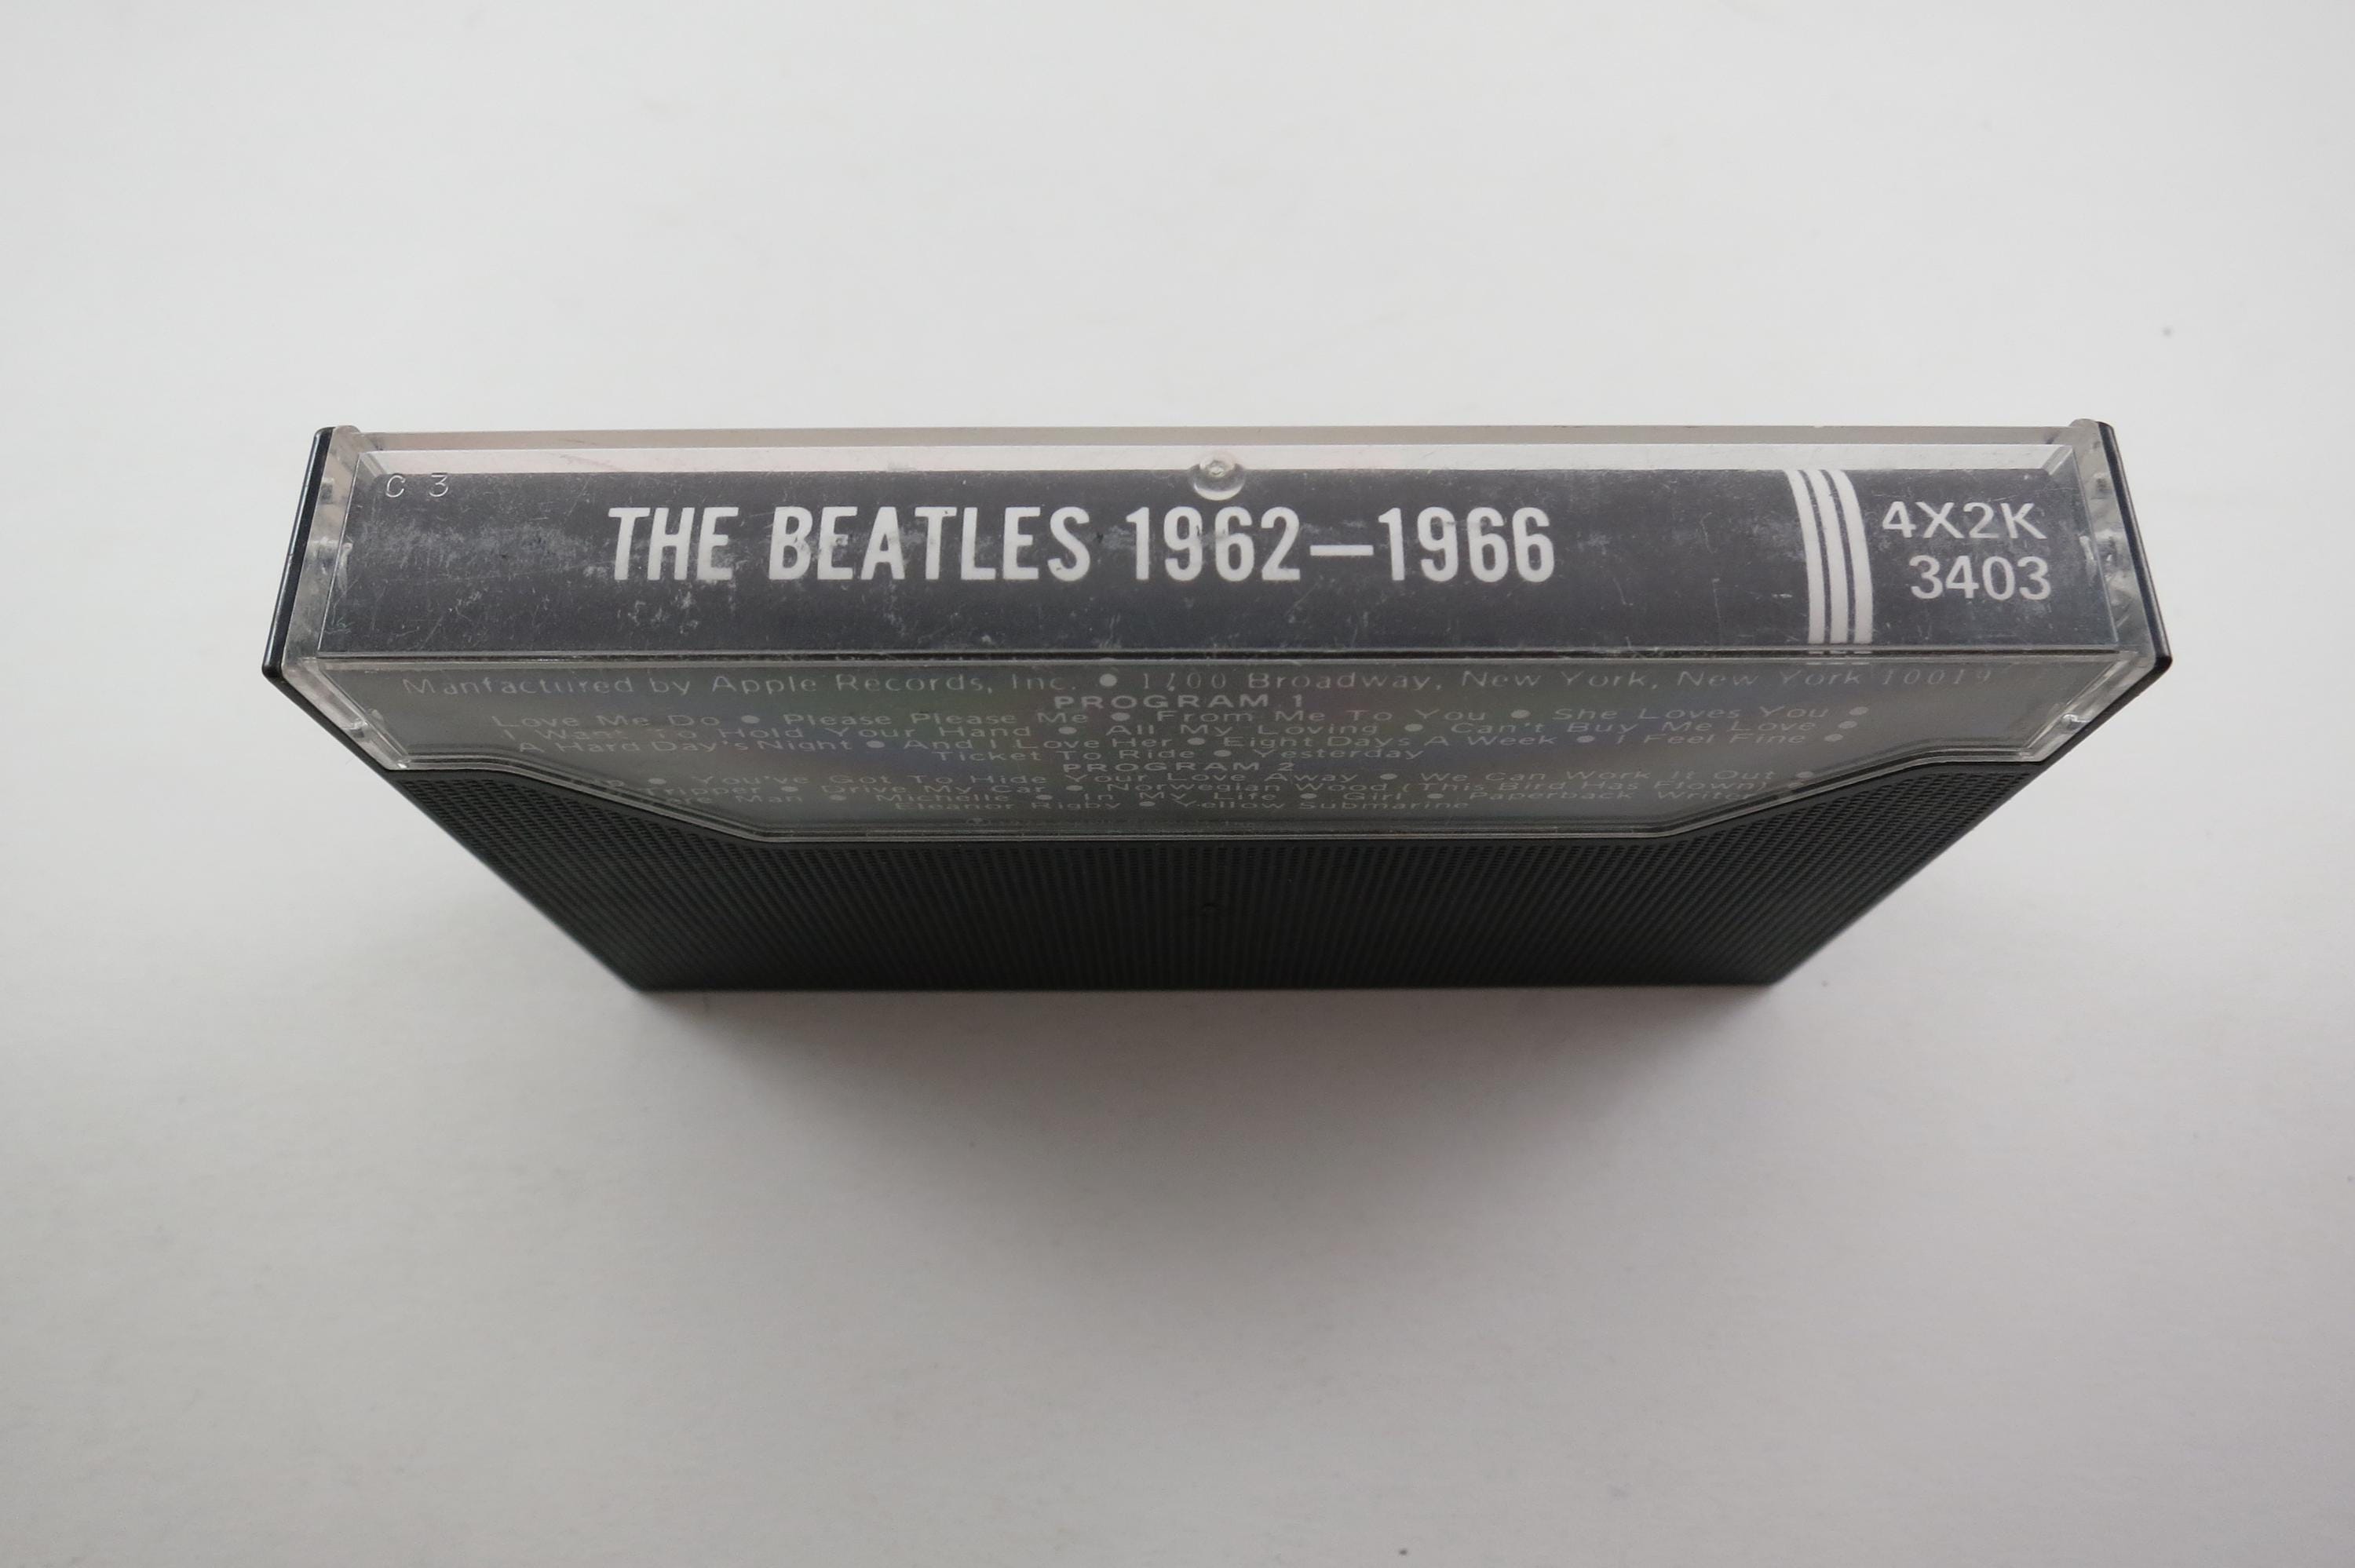 C 3
THE BEATLES 1962—1966
4X2K
3403
Manfactured by Apple Records, Inc. • 1700 Broadway, New York, New York 10019
PROGRAM 1
Love Me Do • Please Please Me • From Me To You • She Loves You •
I Want To Hold Your Hand • All My Loving • Can't Buy Me Love •
A Hard Day's Night • And I Love Her • Eight Days A Week • I Feel Fine •
Ticket To Ride • Yesterday
PROGRAM 2
• You've Got To Hide Your Love Away • We Can Work It Out •
Tripper • Drive My Car • Norwegian Wood (This Bird Has Flown) •
Man • Michelle • In My Life • Girl • Paperback Writer
Eleanor Rigby • Yellow Submarine